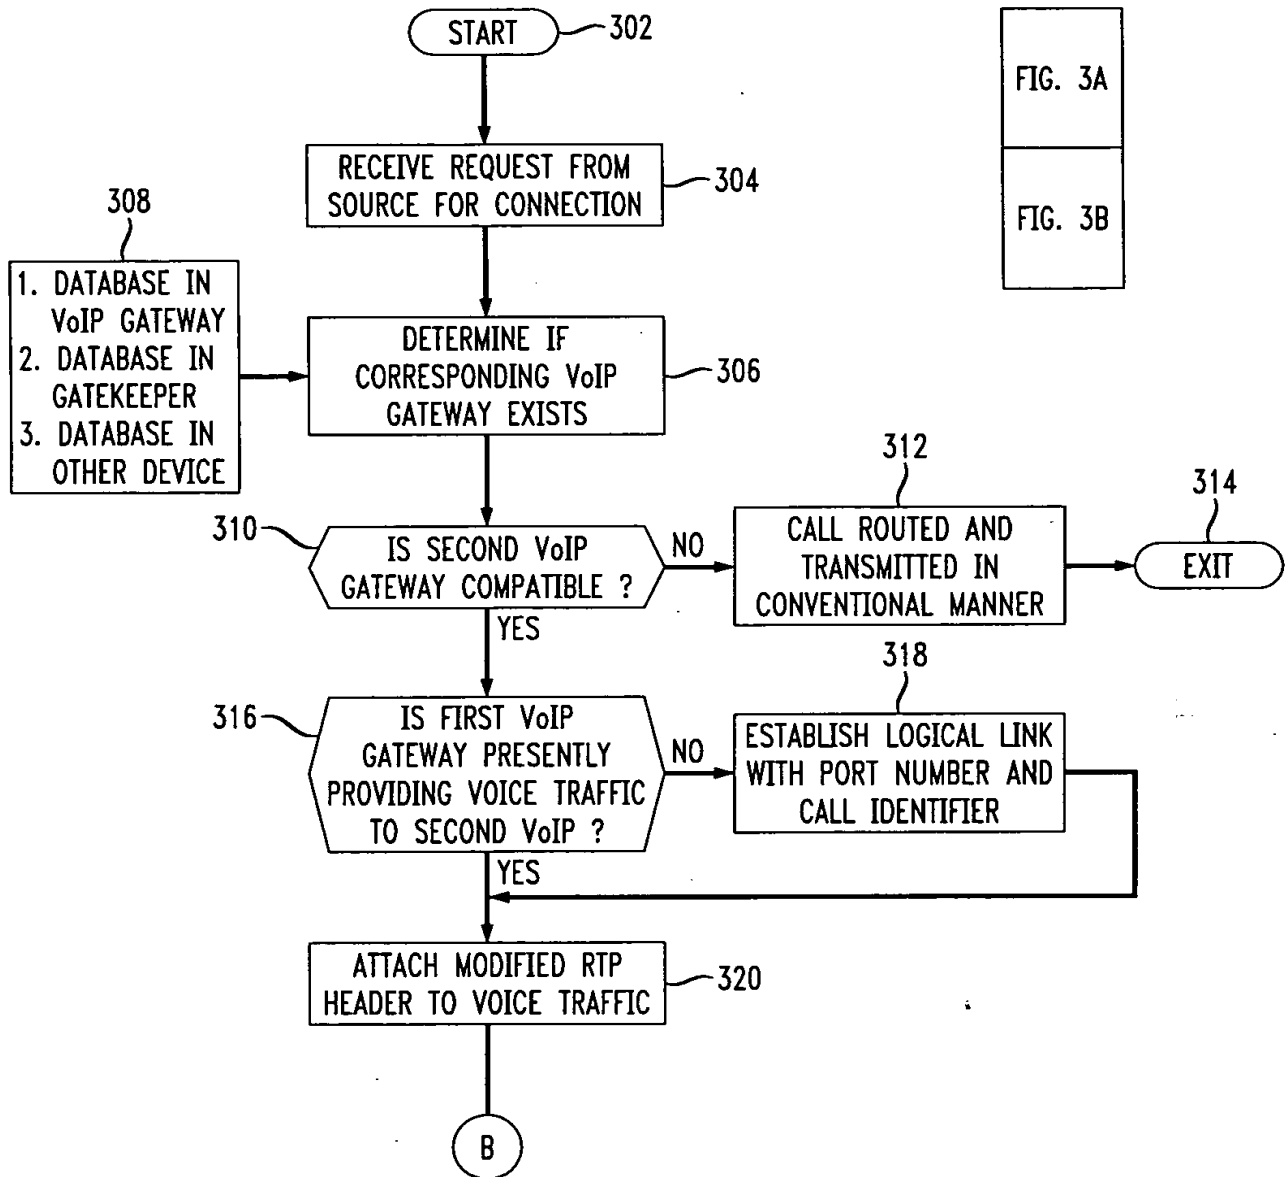 START
302
FIG. 3A
FIG. 3B
RECEIVE REQUEST FROM
SOURCE FOR CONNECTION
304
308
1. DATABASE IN
VoIP GATEWAY
2. DATABASE IN
GATEKEEPER
3. DATABASE IN
OTHER DEVICE
DETERMINE IF
CORRESPONDING VoIP
GATEWAY EXISTS
306
310
IS SECOND VoIP
GATEWAY COMPATIBLE ?
NO
YES
312
CALL ROUTED AND
TRANSMITTED IN
CONVENTIONAL MANNER
314
EXIT
316
IS FIRST VoIP
GATEWAY PRESENTLY
PROVIDING VOICE TRAFFIC
TO SECOND VoIP ?
NO
YES
318
ESTABLISH LOGICAL LINK
WITH PORT NUMBER AND
CALL IDENTIFIER
ATTACH MODIFIED RTP
HEADER TO VOICE TRAFFIC
320
B